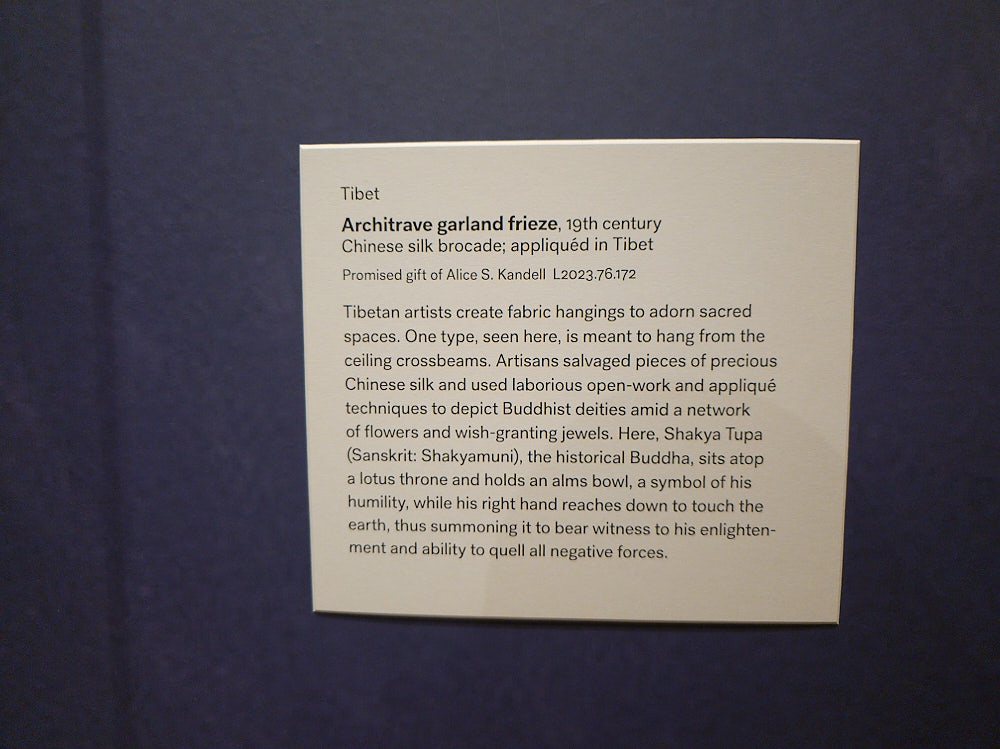 Tibet
Architrave garland frieze, 19th century
Chinese silk brocade; appliquéd in Tibet
Promised gift of Alice S. Kandell L2023.76.172
Tibetan artists create fabric hangings to adorn sacred
spaces. One type, seen here, is meant to hang from the
ceiling crossbeams. Artisans salvaged pieces of precious
Chinese silk and used laborious open-work and appliqué
techniques to depict Buddhist deities amid a network
of flowers and wish-granting jewels. Here, Shakya Tupa
(Sanskrit: Shakyamuni), the historical Buddha, sits atop
a lotus throne and holds an alms bowl, a symbol of his
humility, while his right hand reaches down to touch the
earth, thus summoning it to bear witness to his enlighten-
ment and ability to quell all negative forces.